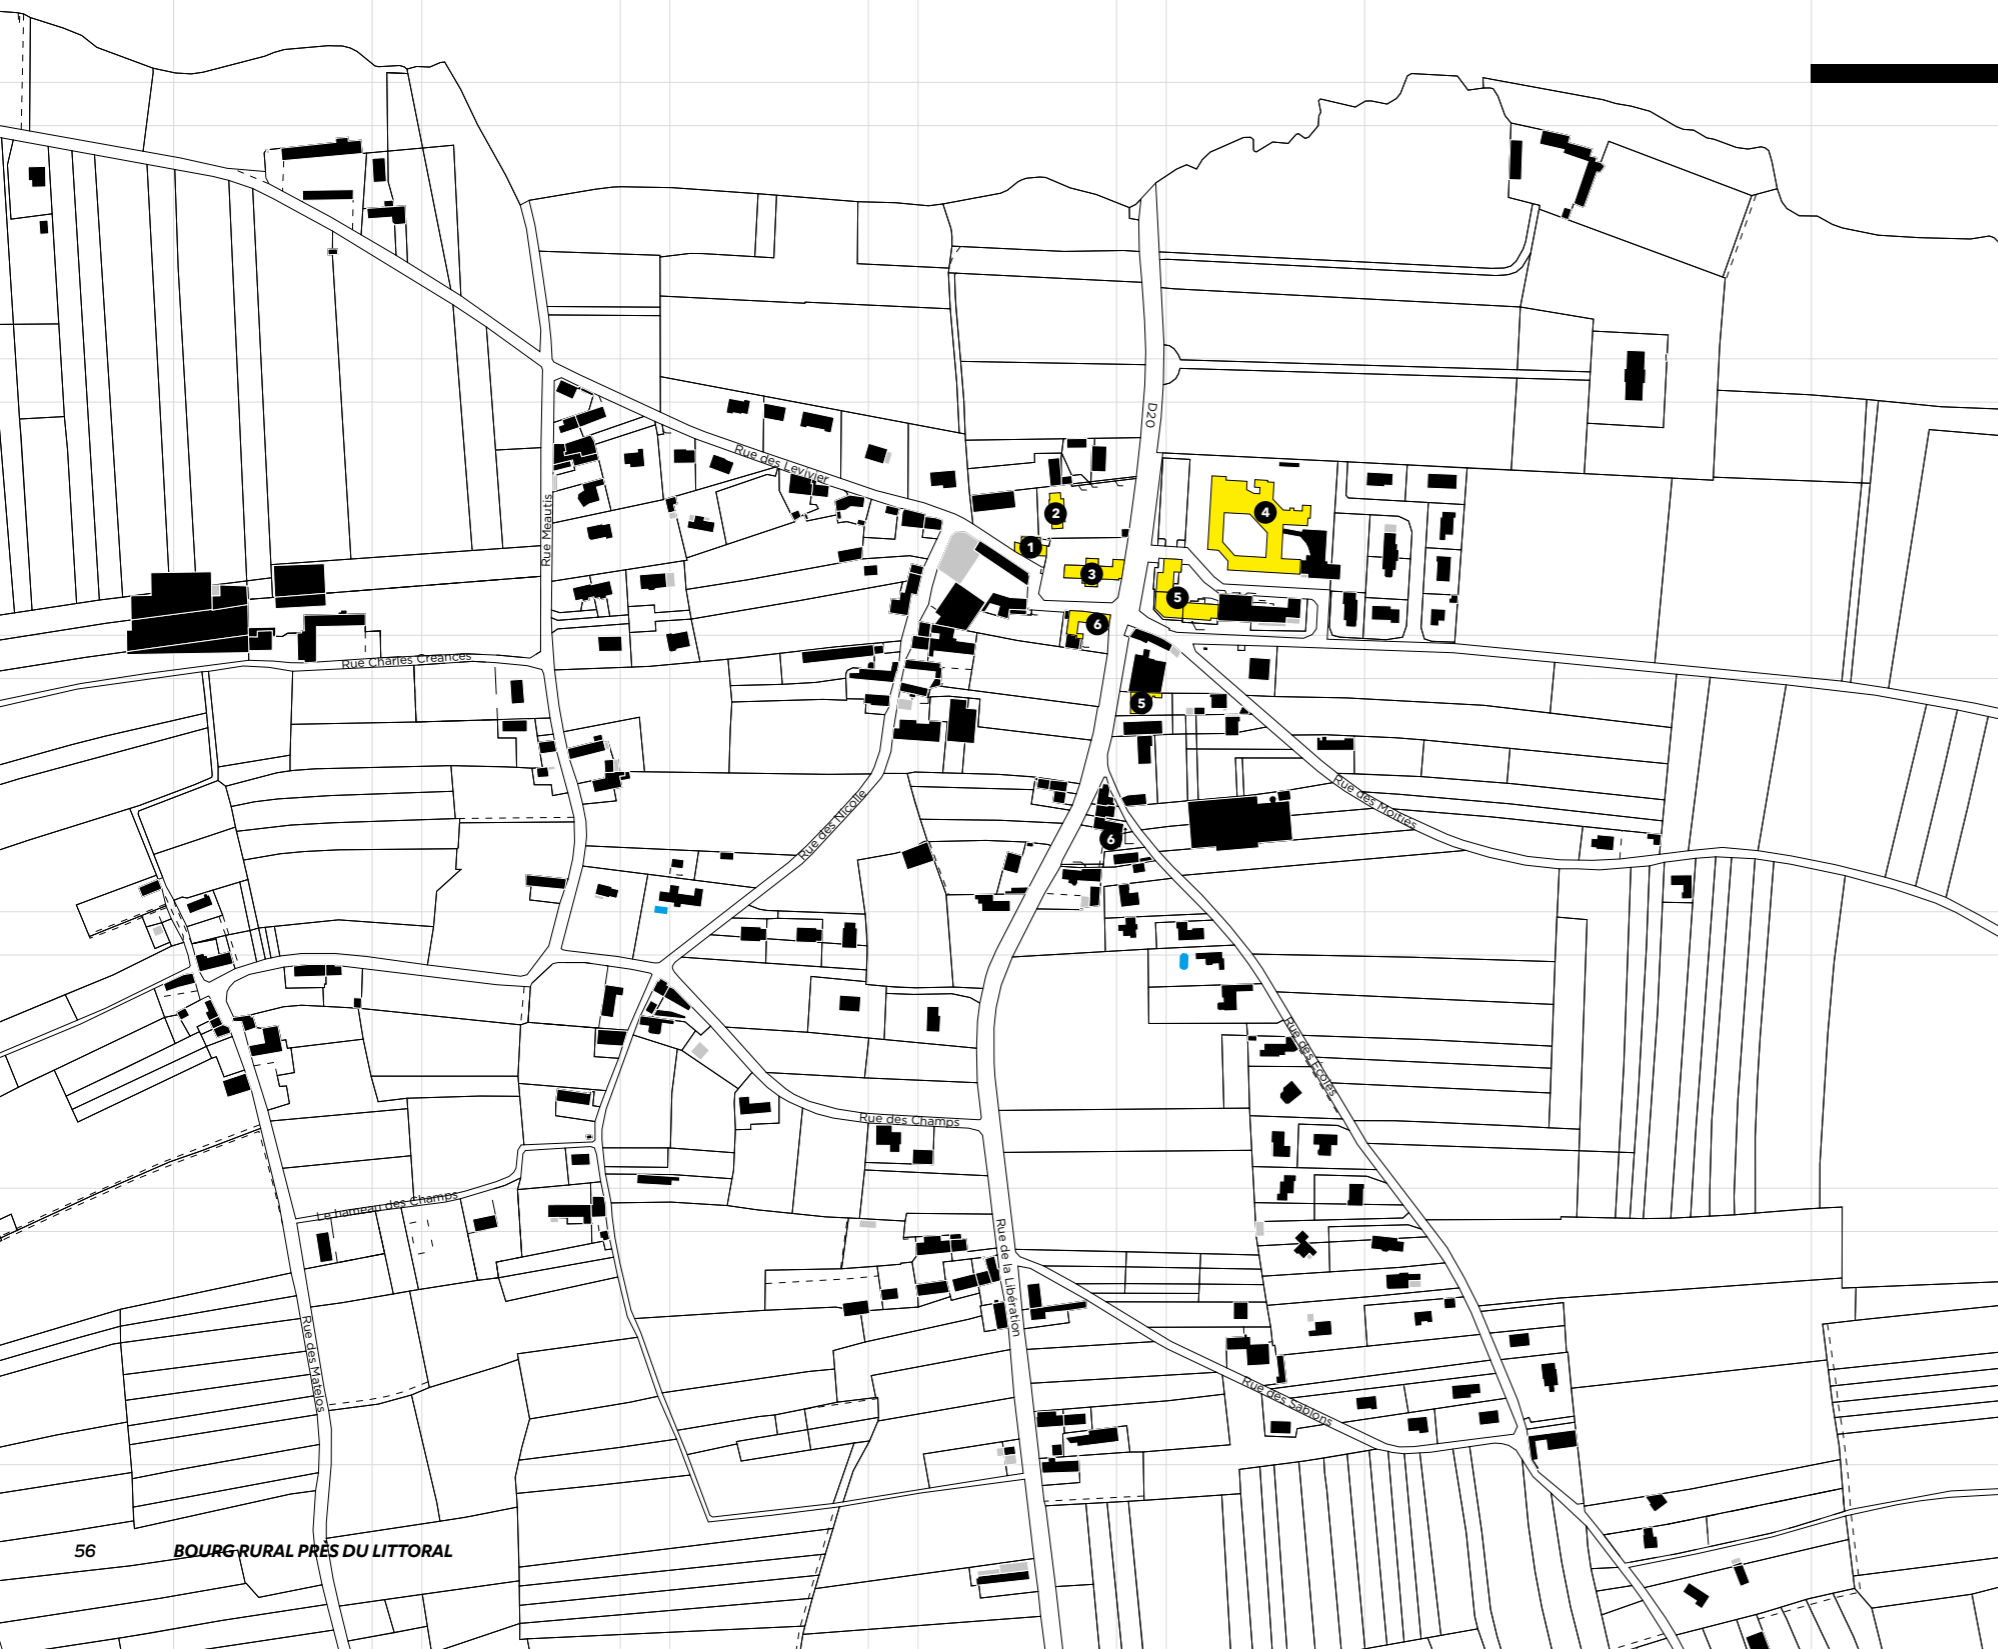 D20
Rue des Levivier
Rue Meautis
2
4
1
3
5
6
Rue Charles Créances
5
Rue des Nicolle
Rue des Moitiés
6
Rue des Écoles
Rue des Champs
Le hameau des Champs
Rue de la Libération
Rue des Matelos
Rue des Sablons
56
BOURG RURAL PRÈS DU LITTORAL